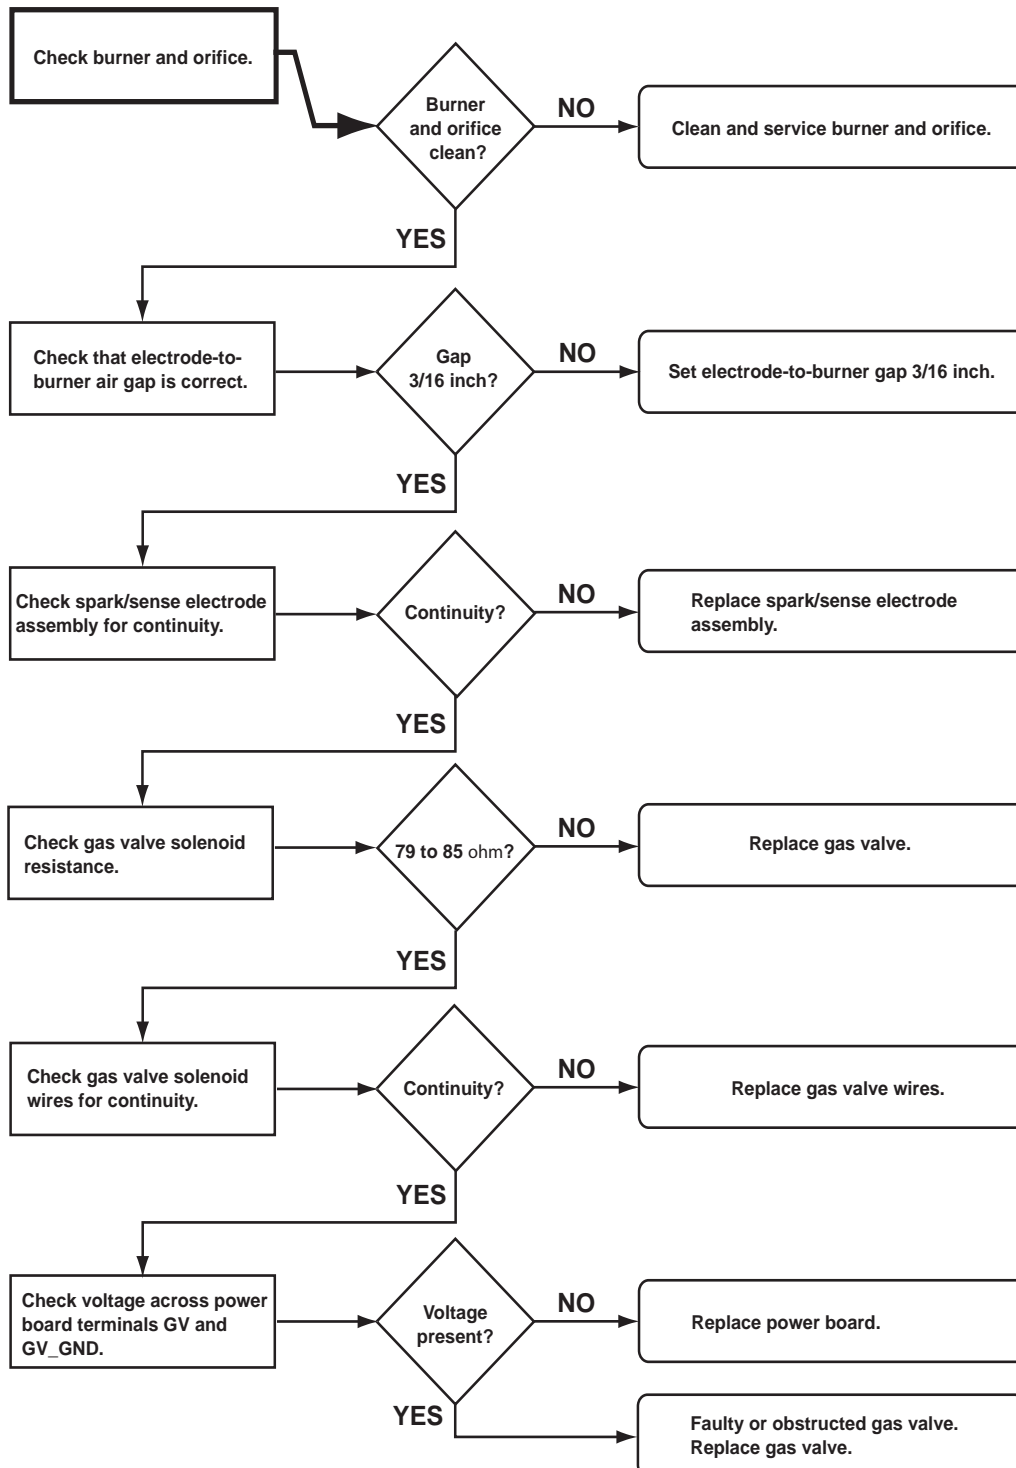 Check burner and orifice.
Burner
and orifice
clean?
NO
Clean and service burner and orifice.
YES
Check that electrode-to-
burner air gap is correct.
Gap
3/16 inch?
NO
Set electrode-to-burner gap 3/16 inch.
YES
Check spark/sense electrode
assembly for continuity.
Continuity?
NO
Replace spark/sense electrode
assembly.
YES
Check gas valve solenoid
resistance.
79 to 85 ohm?
NO
Replace gas valve.
YES
Check gas valve solenoid
wires for continuity.
Continuity?
NO
Replace gas valve wires.
YES
Check voltage across power
board terminals GV and
GV_GND.
Voltage
present?
NO
Replace power board.
YES
Faulty or obstructed gas valve.
Replace gas valve.